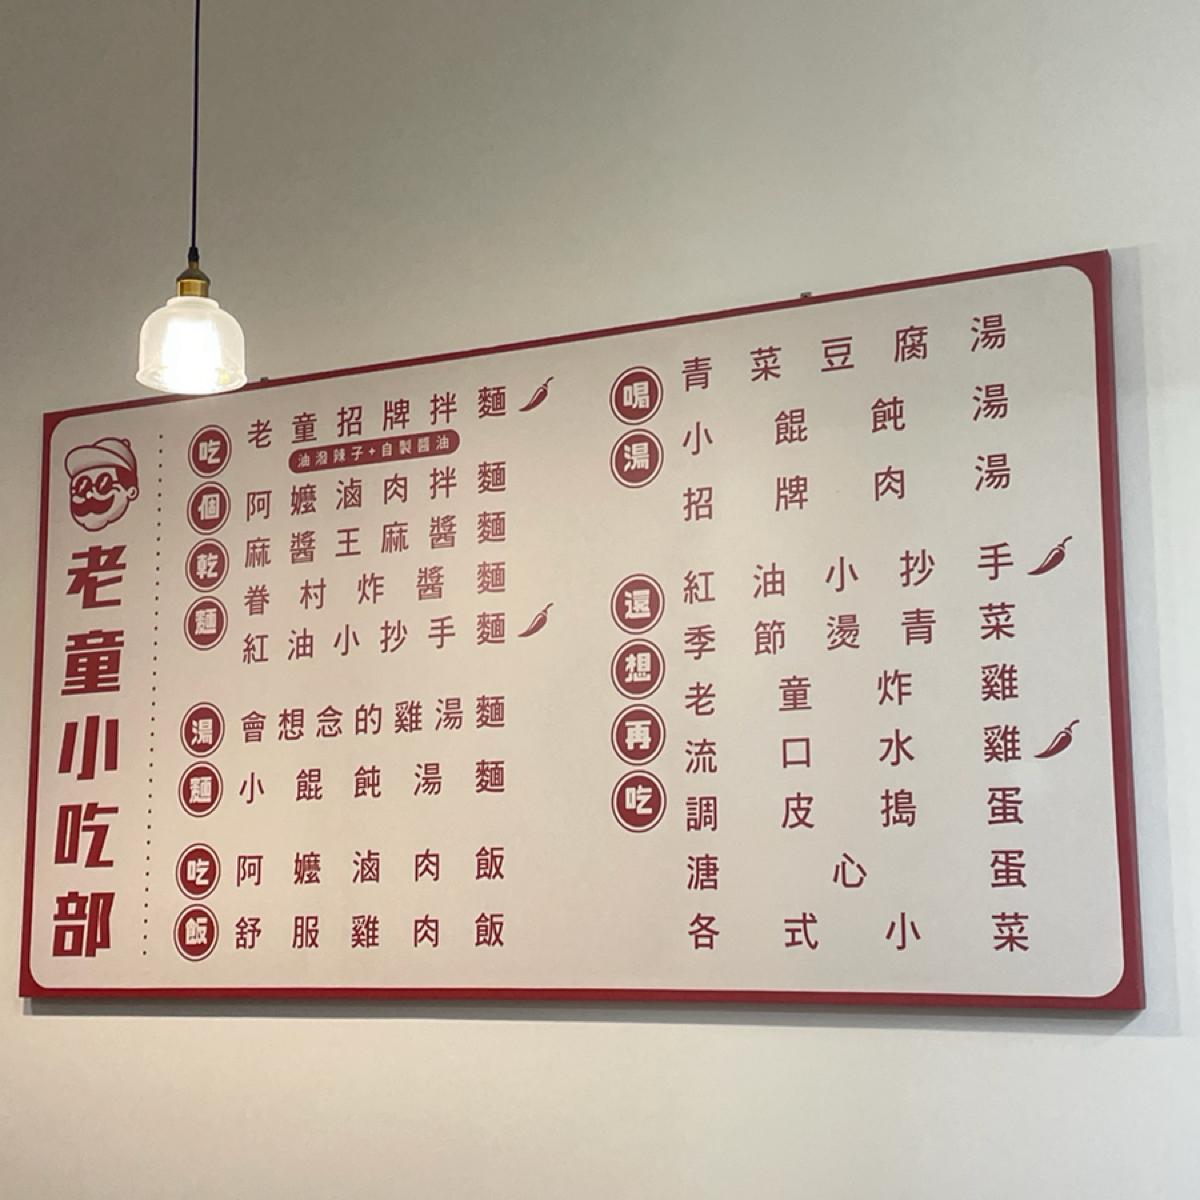 老童小吃部
吃個乾麵
老童招牌拌麵
油潑辣子+自製醬油
阿嬤滷肉拌麵
麻醬王麻醬麵
眷村炸醬麵
紅油小抄手麵
湯麵
會想念的雞湯麵
小餛飩湯麵
吃飯
阿嬤滷肉飯
舒服雞肉飯
喝湯
青菜豆腐湯
小餛飩湯
招牌肉湯
還想再吃
紅油小抄手
季節燙青菜
老童炸雞
流口水雞
調皮搗蛋
溏心蛋
各式小菜